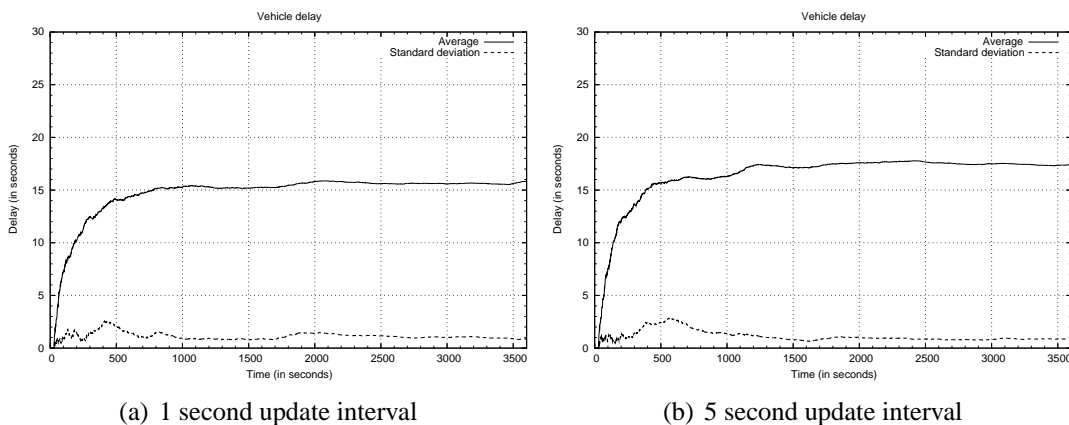 Vehicle delay
30
25
20
15
10
5
0
0 500 1000 1500 2000 2500 3000 3500
Delay (in seconds)
Time (in seconds)
Average
Standard deviation
(a) 1 second update interval
Vehicle delay
30
25
20
15
10
5
0
0 500 1000 1500 2000 2500 3000 3500
Delay (in seconds)
Time (in seconds)
Average
Standard deviation
(b) 5 second update interval